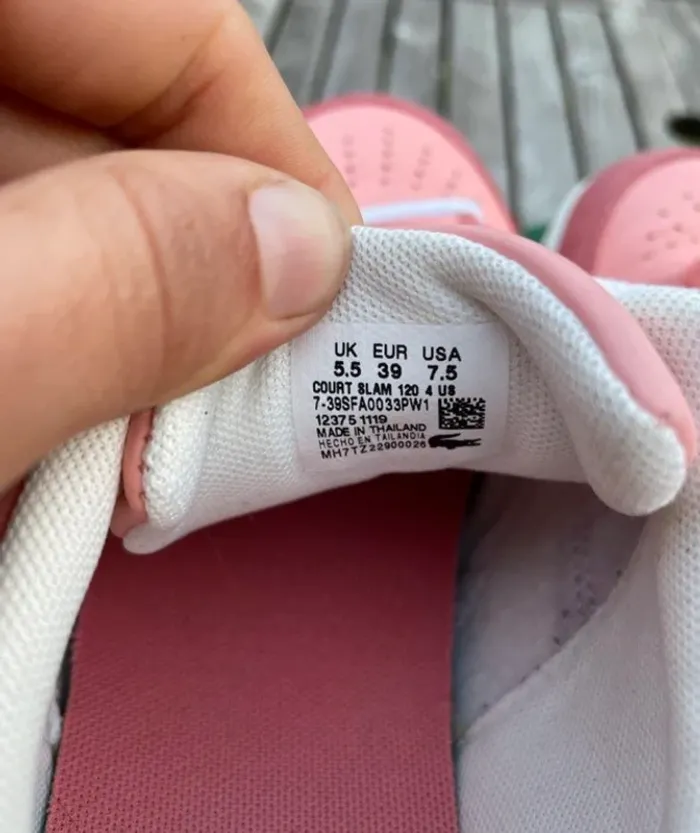 UK EUR USA
5.5 39 7.5
COURT SLAM 120 4 US
7-39SFA0033PW1
12375 1119
MADE IN THAILAND
HECHO EN TAILANDIA
MH7TZ22900026